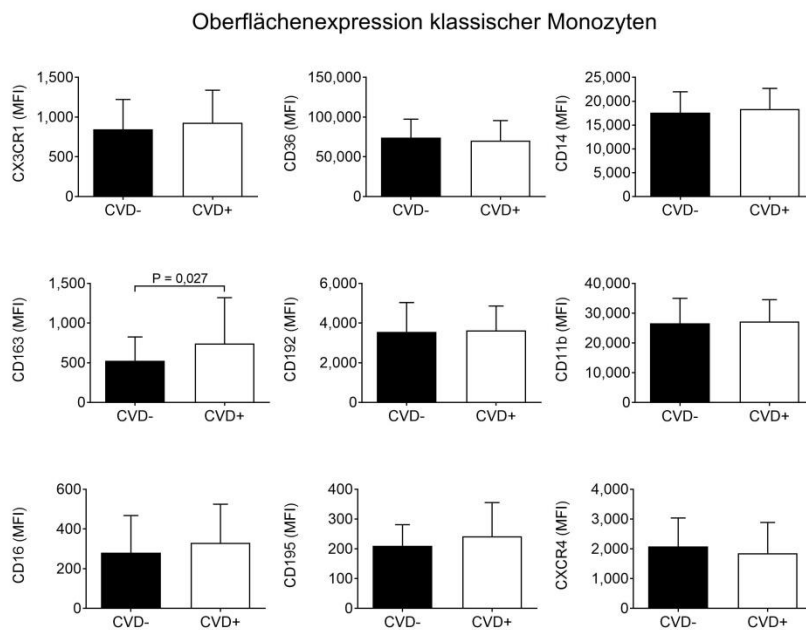 Oberflächenexpression klassischer Monozyten
CX3CR1 (MFI)
1,500
1,000
500
0
CVD- CVD+
CD36 (MFI)
150,000
100,000
50,000
0
CVD- CVD+
CD14 (MFI)
25,000
20,000
15,000
10,000
5,000
0
CVD- CVD+
CD163 (MFI)
1,500
1,000
500
0
P = 0,027
CVD- CVD+
CD192 (MFI)
6,000
4,000
2,000
0
CVD- CVD+
CD11b (MFI)
40,000
30,000
20,000
10,000
0
CVD- CVD+
CD16 (MFI)
600
400
200
0
CVD- CVD+
CD195 (MFI)
400
300
200
100
0
CVD- CVD+
CXCR4 (MFI)
4,000
3,000
2,000
1,000
0
CVD- CVD+